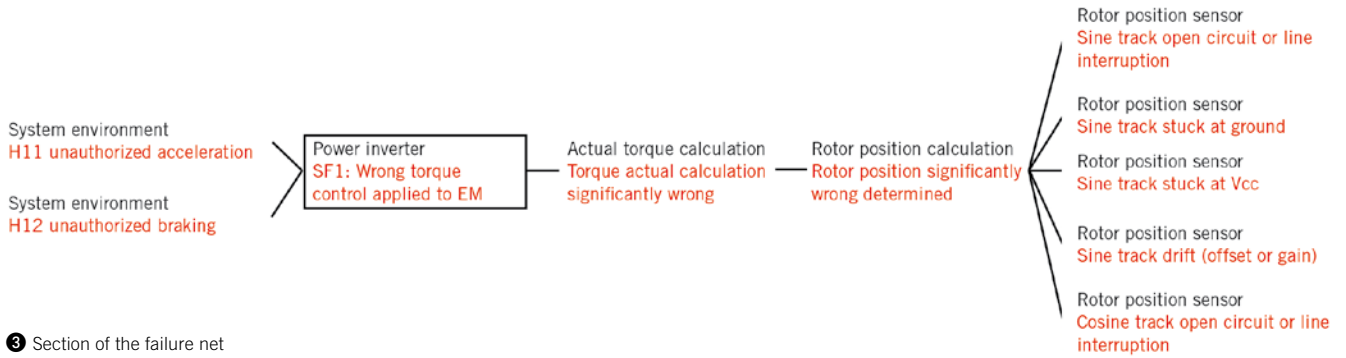 System environment
H11 unauthorized acceleration
System environment
H12 unauthorized braking
Power inverter
SF1: Wrong torque
control applied to EM
Actual torque calculation
Torque actual calculation
significantly wrong
Rotor position calculation
Rotor position significantly
wrong determined
Rotor position sensor
Sine track open circuit or line
interruption
Rotor position sensor
Sine track stuck at ground
Rotor position sensor
Sine track stuck at Vcc
Rotor position sensor
Sine track drift (offset or gain)
Rotor position sensor
Cosine track open circuit or line
interruption
❸ Section of the failure net